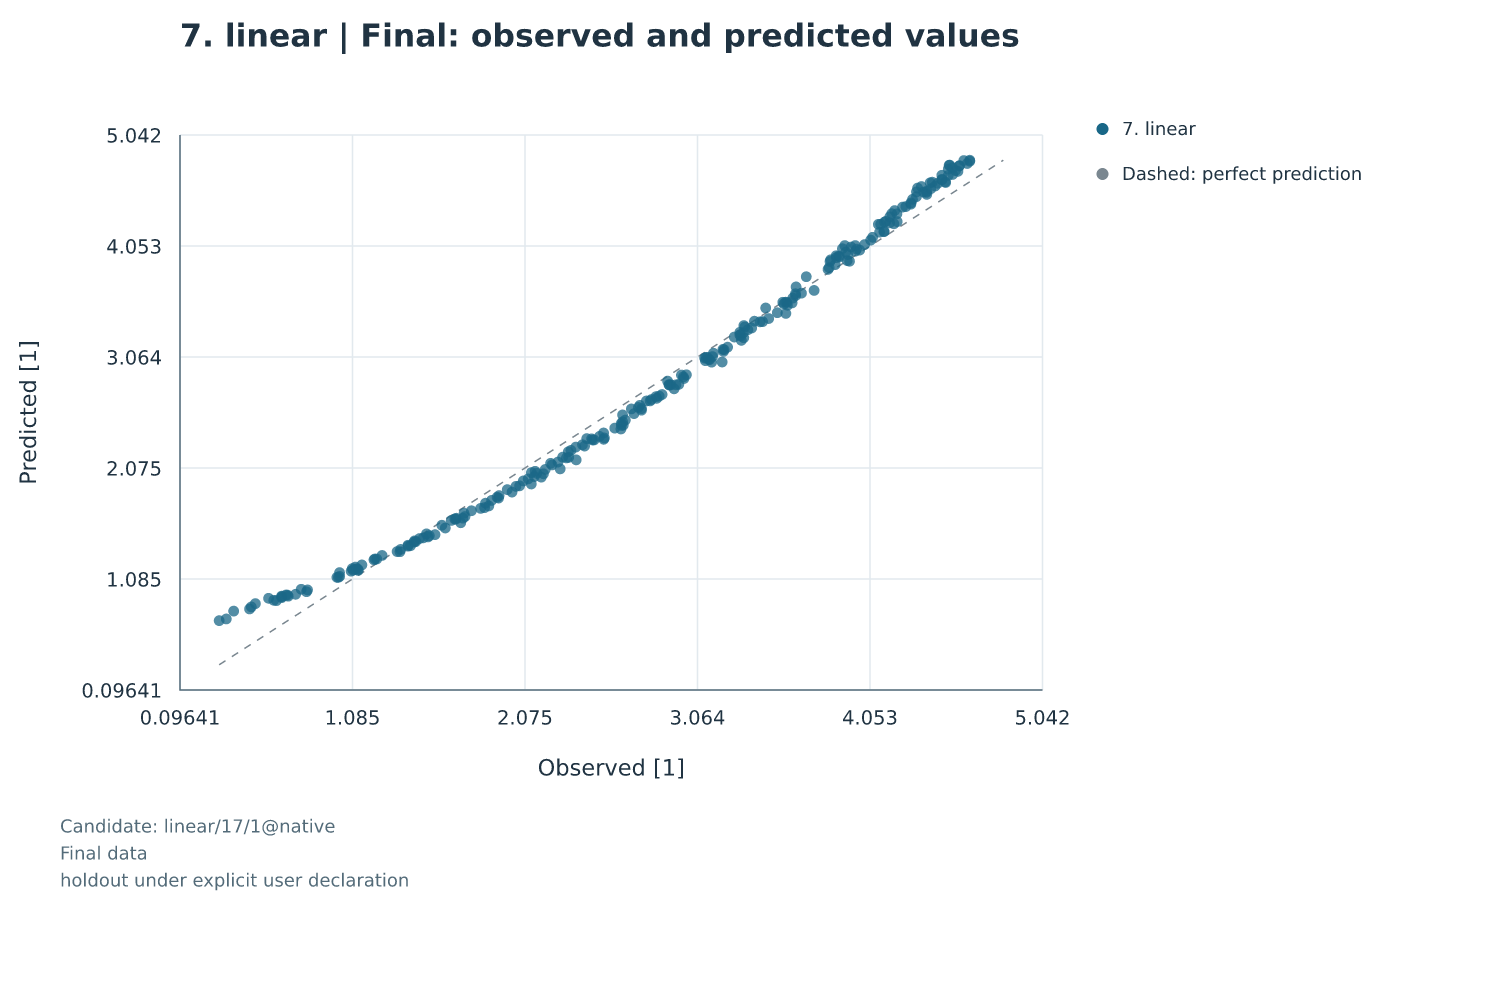 7. linear | Final: observed and predicted values
7. linear
Dashed: perfect prediction
5.042
4.053
3.064
2.075
1.085
0.09641
0.09641 1.085 2.075 3.064 4.053 5.042
Predicted [1]
Observed [1]
Candidate: linear/17/1@native
Final data
holdout under explicit user declaration